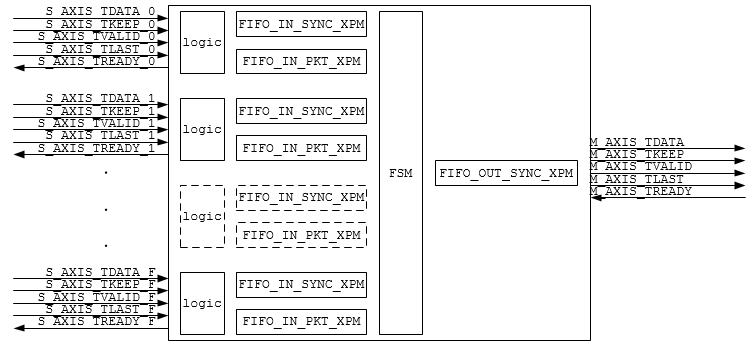 S_AXIS_TDATA_0
S_AXIS_TKEEP_0
S_AXIS_TVALID_0
S_AXIS_TLAST_0
S_AXIS_TREADY_0
logic
FIFO_IN_SYNC_XPM
FIFO_IN_PKT_XPM
S_AXIS_TDATA_1
S_AXIS_TKEEP_1
S_AXIS_TVALID_1
S_AXIS_TLAST_1
S_AXIS_TREADY_1
logic
FIFO_IN_SYNC_XPM
FIFO_IN_PKT_XPM
logic
FIFO_IN_SYNC_XPM
FIFO_IN_PKT_XPM
S_AXIS_TDATA_F
S_AXIS_TKEEP_F
S_AXIS_TVALID_F
S_AXIS_TLAST_F
S_AXIS_TREADY_F
logic
FIFO_IN_SYNC_XPM
FIFO_IN_PKT_XPM
FSM
FIFO_OUT_SYNC_XPM
M_AXIS_TDATA
M_AXIS_TKEEP
M_AXIS_TVALID
M_AXIS_TLAST
M_AXIS_TREADY